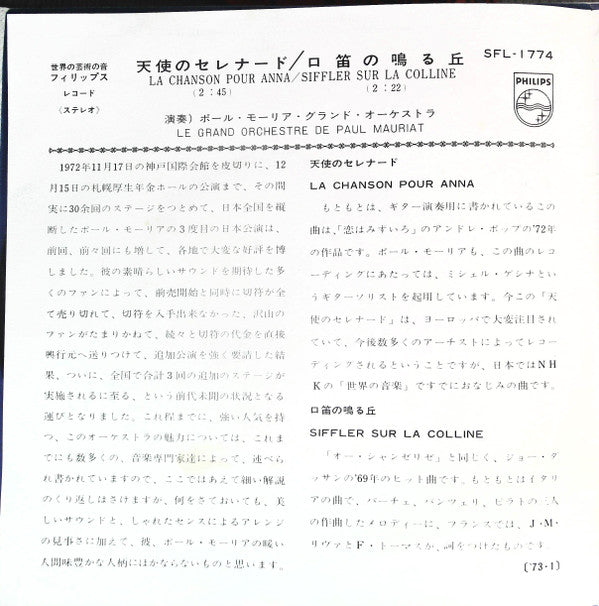 世界の芸術の音
フィリップス
レコード
〈ステレオ〉
天使のセレナード/口笛の鳴る丘
LA CHANSON POUR ANNA/SIFFLER SUR LA COLLINE
(2:45)
(2:22)
演奏) ポール・モーリア・グランド・オーケストラ
LE GRAND ORCHESTRE DE PAUL MAURIAT
SFL-1774
PHILIPS
1972年11月17日の神戸国際会館を皮切りに、12
月15日の札幌厚生年金ホールの公演まで、その間
実に30余回のステージをつとめて、日本全国を縦
断したポール・モーリアの3度目の日本公演は、
前回、前々回にも増して、各地で大変な好評を博
しました。彼の素晴らしいサウンドを期待した多
くのファンによって、前売開始と同時に切符が全
て売り切れて、切符を入手出来なかった、沢山の
ファンがたまりかねて、続々と切符の代金を直接
興行元へ送りつけて、追加公演を強く要請した結
果、ついに、全国で合計3回の追加のステージが
実施されるに至る、という前代未聞の状況となる
運びとなりました。これ程までに、強い人気を持
つ、このオーケストラの魅力については、これま
でにも数多くの、音楽専門家達によって、述べら
れ書かれていますので、ここではあえて細い解説
のくり返しはさけますが、何をさておいても、美
しいサウンドと、しゃれたセンスによるアレンジ
の見事さに加えて、彼、ポール・モーリアの暖い
人間味豊かな人柄にほかならないものと思います。
天使のセレナード
LA CHANSON POUR ANNA
もともとは、ギター演奏用に書かれているこの
曲は、「恋はみずいろ」のアンドレ・ポップの'72年
の作品です。ポール・モーリアも、この曲のレコ
ーディングにあたっては、ミシェル・ゲシナとい
うギターソリストを起用しています。今この「天
使のセレナード」は、ヨーロッパで大変注目され
ていて、今後数多くのアーチストによってレコー
ディングされるということですが、日本ではNH
Kの「世界の音楽」ですでにおなじみの曲です。
口笛の鳴る丘
SIFFLER SUR LA COLLINE
「オー・シャンゼリゼ」と同じく、ジョー・ダ
ッサンの'69年のヒット曲です。もともとはイタリ
アの曲で、パーチェ、パンツェリ、ピラトの三人
の作曲したメロディーに、フランスでは、J・M・
リヴァとF・トーマスが、詞をつけたものです。
〔'73・1〕